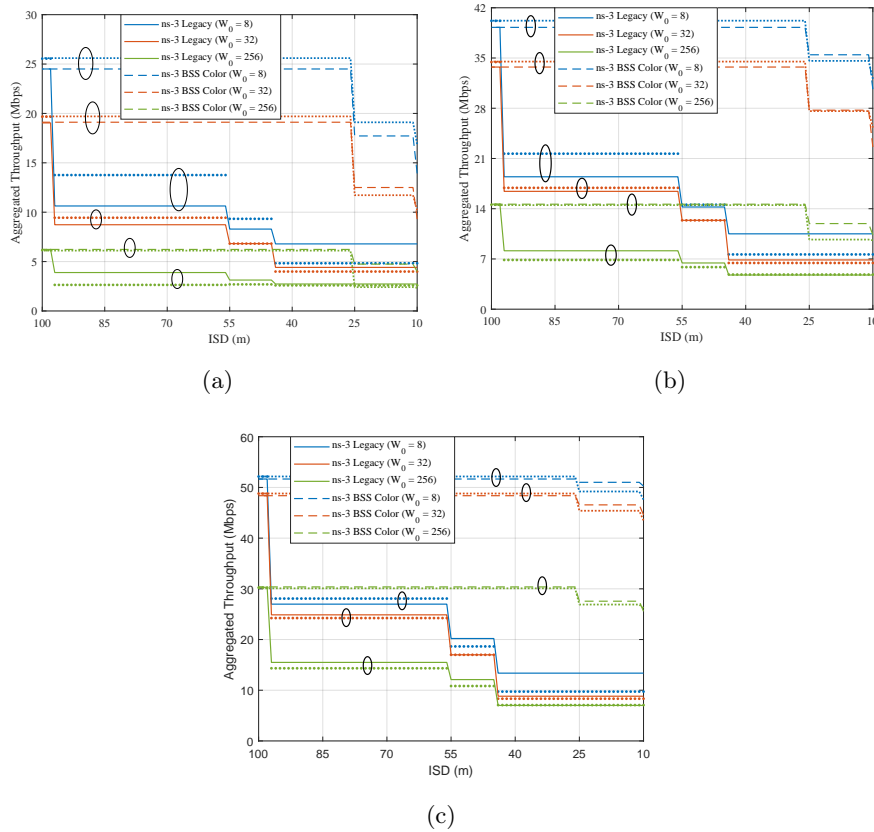 ns-3 Legacy (W0 = 8)
ns-3 Legacy (W0 = 32)
ns-3 Legacy (W0 = 256)
ns-3 BSS Color (W0 = 8)
ns-3 BSS Color (W0 = 32)
ns-3 BSS Color (W0 = 256)
Aggregated Throughput (Mbps)
30
25
20
15
10
5
0
100 85 70 55 40 25 10
ISD (m)
(a)
ns-3 Legacy (W0 = 8)
ns-3 Legacy (W0 = 32)
ns-3 Legacy (W0 = 256)
ns-3 BSS Color (W0 = 8)
ns-3 BSS Color (W0 = 32)
ns-3 BSS Color (W0 = 256)
Aggregated Throughput (Mbps)
42
36
30
24
21
14
7
0
100 85 70 55 40 25 10
ISD (m)
(b)
ns-3 Legacy (W0 = 8)
ns-3 Legacy (W0 = 32)
ns-3 Legacy (W0 = 256)
ns-3 BSS Color (W0 = 8)
ns-3 BSS Color (W0 = 32)
ns-3 BSS Color (W0 = 256)
Aggregated Throughput (Mbps)
60
50
40
30
20
10
0
100 85 70 55 40 25 10
ISD (m)
(c)